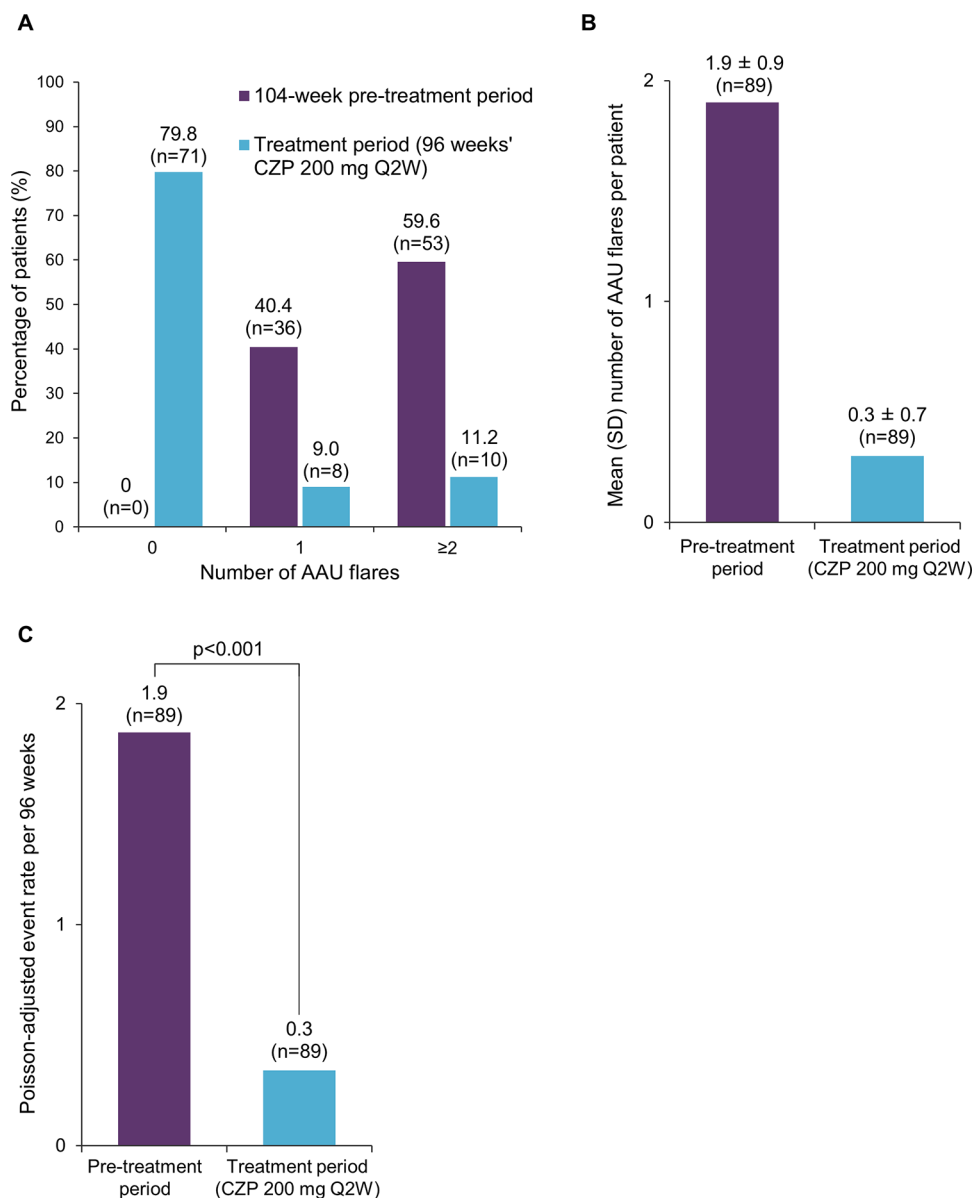 A
Percentage of patients (%)
100
90
80
70
60
50
40
30
20
10
0
104-week pre-treatment period
Treatment period (96 weeks'
CZP 200 mg Q2W)
0
(n=0)
79.8
(n=71)
40.4
(n=36)
9.0
(n=8)
59.6
(n=53)
11.2
(n=10)
0
1
≥2
Number of AAU flares
B
Mean (SD) number of AAU flares per patient
2
1
0
1.9 ± 0.9
(n=89)
0.3 ± 0.7
(n=89)
Pre-treatment
period
Treatment period
(CZP 200 mg Q2W)
C
Poisson-adjusted event rate per 96 weeks
2
1
0
p<0.001
1.9
(n=89)
0.3
(n=89)
Pre-treatment
period
Treatment period
(CZP 200 mg Q2W)